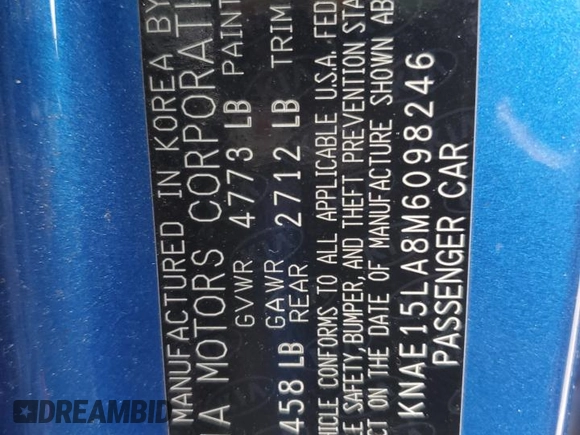 MANUFACTURED IN KOREA BY
IA MOTORS CORPORATI
GVWR 4773 LB PAINT
GAWR
458 LB REAR 2712 LB TRIM
HICLE CONFORMS TO ALL APPLICABLE U.S.A. FED
LE SAFETY, BUMPER, AND THEFT PREVENTION STA
CT ON THE DATE OF MANUFACTURE SHOWN AB
KNAE15LA8M6098246
PASSENGER CAR
DREAMBID